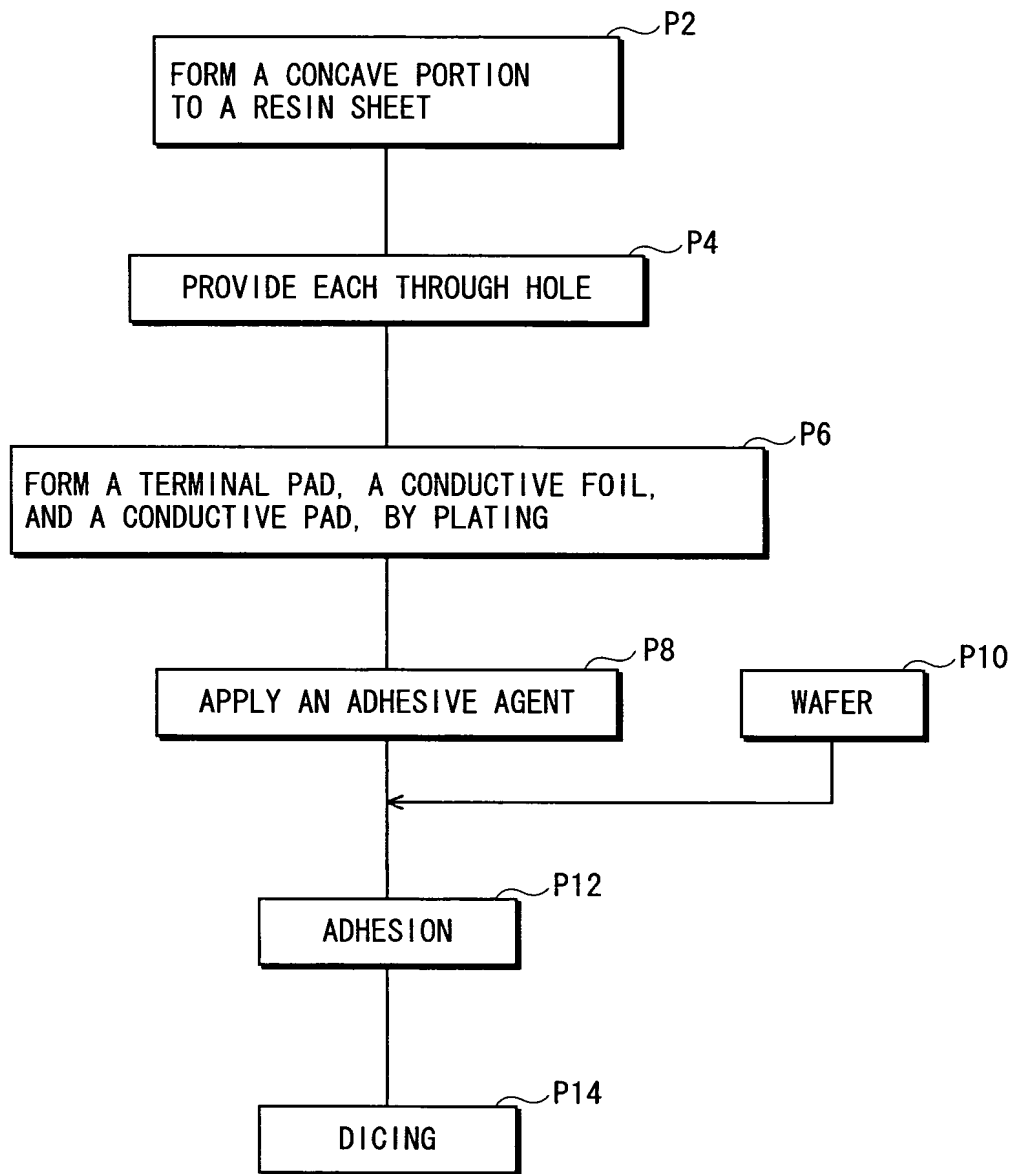 P2
FORM A CONCAVE PORTION
TO A RESIN SHEET
P4
PROVIDE EACH THROUGH HOLE
P6
FORM A TERMINAL PAD, A CONDUCTIVE FOIL,
AND A CONDUCTIVE PAD, BY PLATING
P8
APPLY AN ADHESIVE AGENT
P10
WAFER
P12
ADHESION
P14
DICING